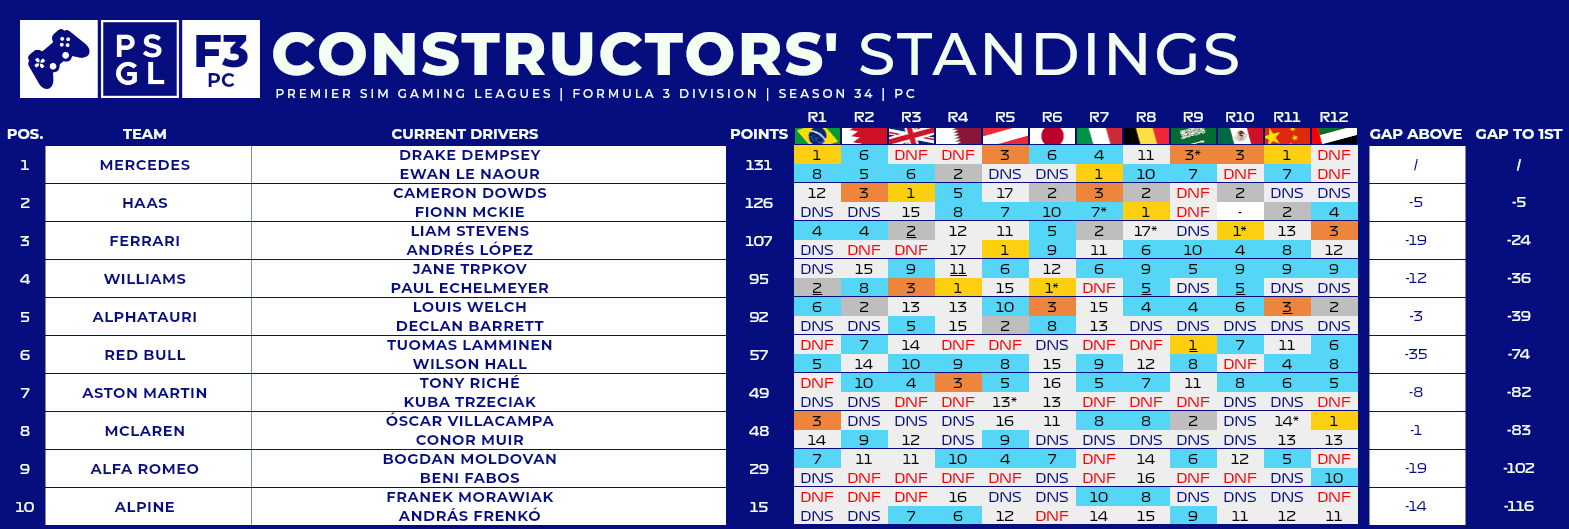 PS
GL
F3
PC
CONSTRUCTORS' STANDINGS
PREMIER SIM GAMING LEAGUES | FORMULA 3 DIVISION | SEASON 34 | PC
R1 R2 R3 R4 R5 R6 R7 R8 R9 R10 R11 R12
POS. TEAM CURRENT DRIVERS POINTS GAP ABOVE GAP TO 1ST
DRAKE DEMPSEY 1 6 DNF DNF 3 6 4 11 3* 3 1 DNF
1 MERCEDES 131 / /
EWAN LE NAOUR 8 5 6 2 DNS DNS 1 10 7 DNF 7 DNF
CAMERON DOWDS 12 3 1 5 17 2 3 2 DNF 2 DNS DNS
2 HAAS 126 -5 -5
FIONN MCKIE DNS DNS 15 8 7 10 7* 1 DNF - 2 4
LIAM STEVENS 4 4 2 12 11 5 2 17* DNS 1* 13 3
3 FERRARI 107 -19 -24
ANDRÉS LÓPEZ DNS DNF DNF 17 1 9 11 6 10 4 8 12
JANE TRPKOV DNS 15 9 11 6 12 6 9 5 9 9 9
4 WILLIAMS 95 -12 -36
PAUL ECHELMEYER 2 8 3 1 15 1* DNF 5 DNS 5 DNS DNS
LOUIS WELCH 6 2 13 13 10 3 15 4 4 6 3 2
5 ALPHATAURI 92 -3 -39
DECLAN BARRETT DNS DNS 5 15 2 8 13 DNS DNS DNS DNS DNS
TUOMAS LAMMINEN DNF 7 14 DNF DNF DNS DNF DNF 1 7 11 6
6 RED BULL 57 -35 -74
WILSON HALL 5 14 10 9 8 15 9 12 8 DNF 4 8
TONY RICHÉ DNF 10 4 3 5 16 5 7 11 8 6 5
7 ASTON MARTIN 49 -8 -82
KUBA TRZECIAK DNS DNS DNF DNF 13* 13 DNF DNF DNF DNS DNS DNF
ÓSCAR VILLACAMPA 3 DNS DNS DNS 16 11 8 8 2 DNS 14* 1
8 MCLAREN 48 -1 -83
CONOR MUIR 14 9 12 DNS 9 DNS DNS DNS DNS DNS 13 13
BOGDAN MOLDOVAN 7 11 11 10 4 7 DNF 14 6 12 5 DNF
9 ALFA ROMEO 29 -19 -102
BENI FABOS DNS DNF DNF DNF DNF DNS DNF 16 DNF DNF DNS 10
FRANEK MORAWIAK DNF DNF DNF 16 DNS DNS 10 8 DNS DNS DNS DNF
10 ALPINE 15 -14 -116
ANDRÁS FRENKÓ DNS DNS 7 6 12 DNF 14 15 9 11 12 11